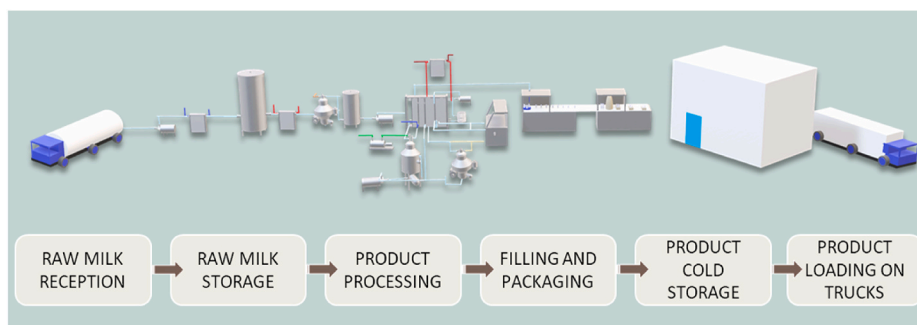 RAW MILK
RECEPTION
RAW MILK
STORAGE
PRODUCT
PROCESSING
FILLING AND
PACKAGING
PRODUCT
COLD
STORAGE
PRODUCT
LOADING ON
TRUCKS